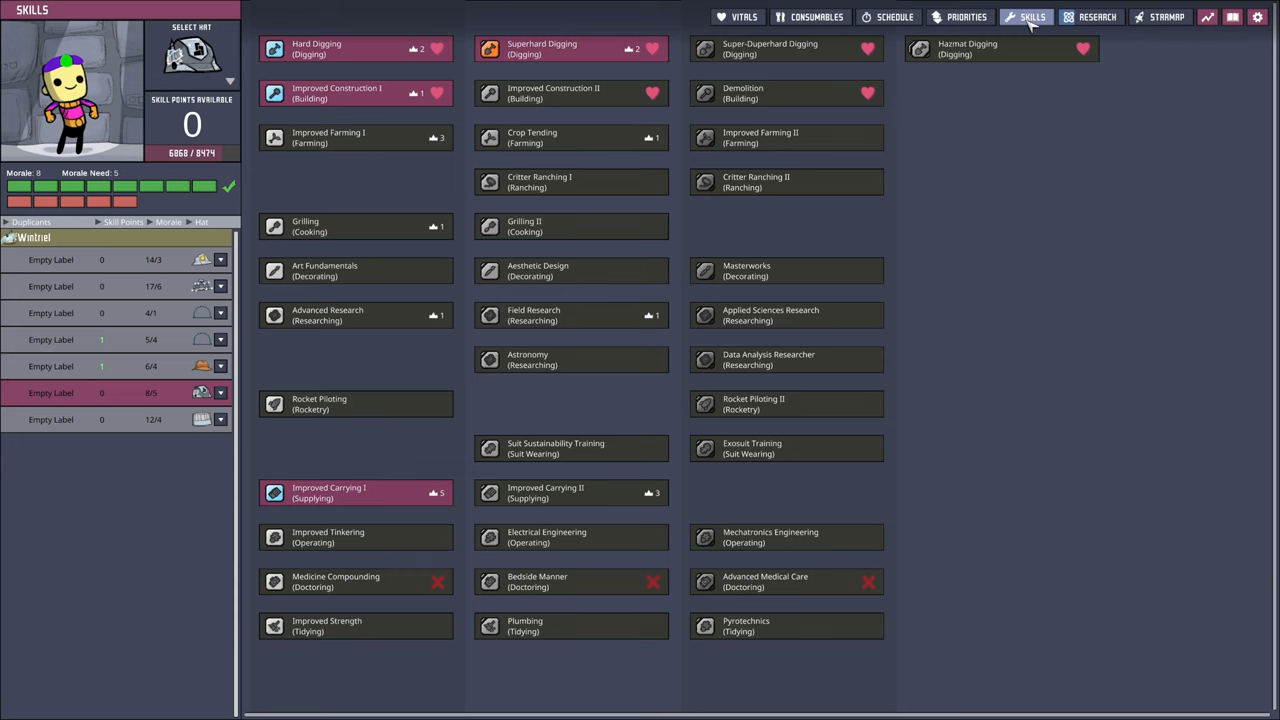 SKILLS
VITALS
CONSUMABLES
SCHEDULE
PRIORITIES
SKILLS
RESEARCH
STARMAP
SELECT HAT
SKILL POINTS AVAILABLE
0
6868 / 8474
Morale: 8 Morale Need: 5
Duplicants Skill Points Morale Hat
Wintriel
Empty Label 0 14/3
Empty Label 0 17/6
Empty Label 0 4/1
Empty Label 1 5/4
Empty Label 1 6/4
Empty Label 0 8/5
Empty Label 0 12/4
Hard Digging
(Digging)
2
Superhard Digging
(Digging)
2
Super-Duperhard Digging
(Digging)
Hazmat Digging
(Digging)
Improved Construction I
(Building)
1
Improved Construction II
(Building)
Demolition
(Building)
Improved Farming I
(Farming)
3
Crop Tending
(Farming)
1
Improved Farming II
(Farming)
Critter Ranching I
(Ranching)
Critter Ranching II
(Ranching)
Grilling
(Cooking)
1
Grilling II
(Cooking)
Art Fundamentals
(Decorating)
Aesthetic Design
(Decorating)
Masterworks
(Decorating)
Advanced Research
(Researching)
1
Field Research
(Researching)
1
Applied Sciences Research
(Researching)
Astronomy
(Researching)
Data Analysis Researcher
(Researching)
Rocket Piloting
(Rocketry)
Rocket Piloting II
(Rocketry)
Suit Sustainability Training
(Suit Wearing)
Exosuit Training
(Suit Wearing)
Improved Carrying I
(Supplying)
5
Improved Carrying II
(Supplying)
3
Improved Tinkering
(Operating)
Electrical Engineering
(Operating)
Mechatronics Engineering
(Operating)
Medicine Compounding
(Doctoring)
Bedside Manner
(Doctoring)
Advanced Medical Care
(Doctoring)
Improved Strength
(Tidying)
Plumbing
(Tidying)
Pyrotechnics
(Tidying)